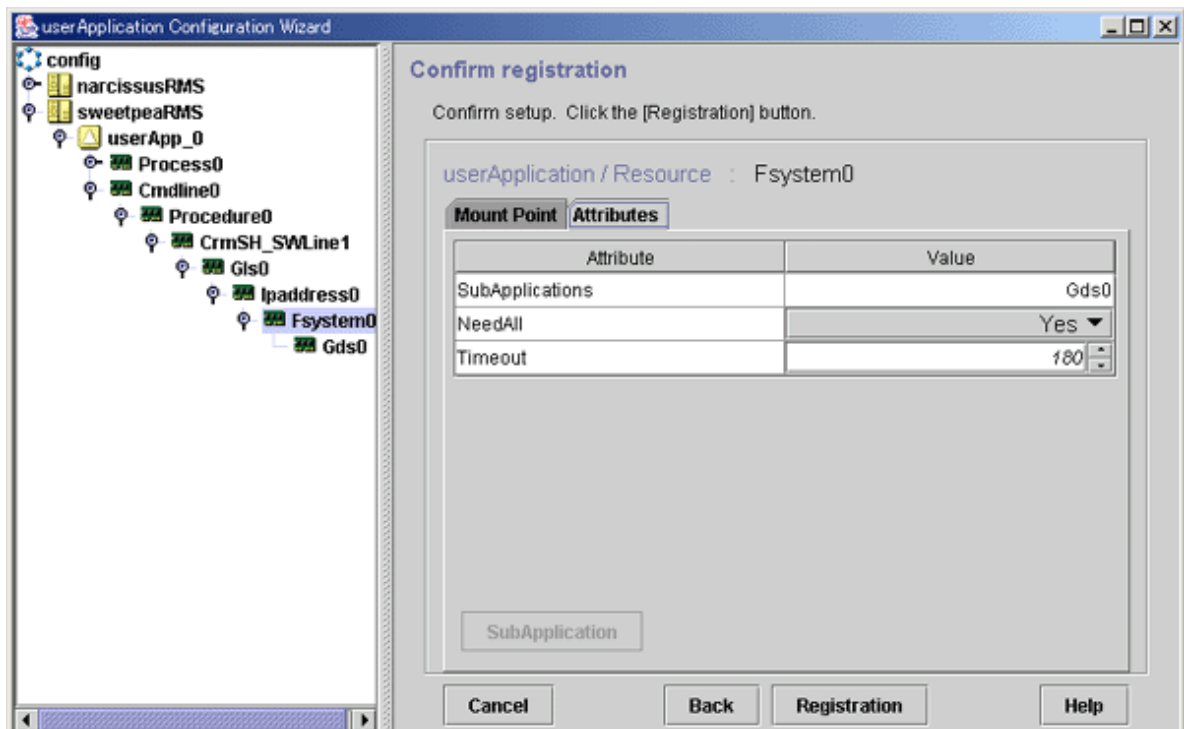 userApplication Configuration Wizard
config
narcissusRMS
sweetpeaRMS
userApp_0
Process0
Cmdline0
Procedure0
CrmSH_SWLine1
Gls0
Ipaddress0
Fsystem0
Gds0
Confirm registration
Confirm setup. Click the [Registration] button.
userApplication / Resource : Fsystem0
Mount Point Attributes
Attribute Value
SubApplications Gds0
NeedAll Yes
Timeout 180
SubApplication
Cancel Back Registration Help